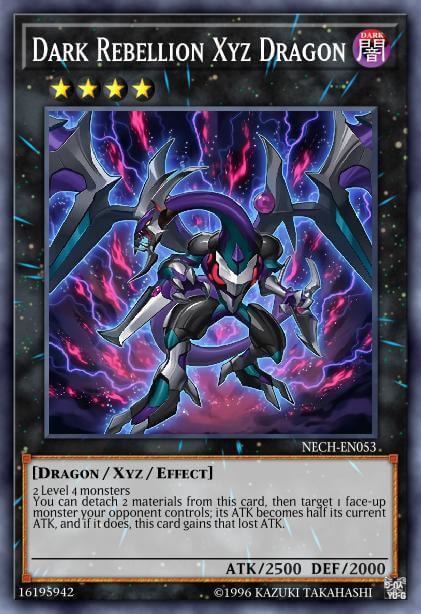 DARK REBELLION XYZ DRAGON
DARK
闇
NECH-EN053
[DRAGON / XYZ / EFFECT]
2 Level 4 monsters
You can detach 2 materials from this card, then target 1 face-up
monster your opponent controls; its ATK becomes half its current
ATK, and if it does, this card gains that lost ATK.
ATK/2500 DEF/2000
16195942
©1996 KAZUKI TAKAHASHI